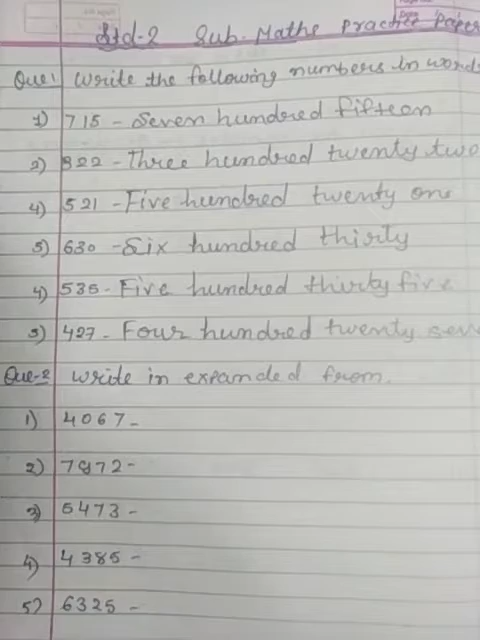 Std-2 Sub-Maths Practice Paper
Que 1 Write the following numbers in words
1) 715 - Seven hundred fifteen
2) 322 - Three hundred twenty two
4) 521 - Five hundred twenty one
5) 630 - Six hundred thirty
4) 535 - Five hundred thirty five
5) 427 - Four hundred twenty seve
Que-2 Write in expanded from.
1) 4067 -
2) 7972 -
3) 5473 -
4) 4385 -
5) 6325 -